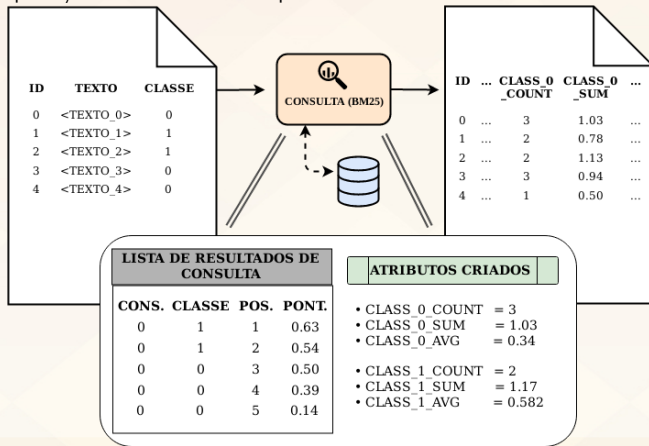 ID TEXTO CLASSE
0 <TEXTO_0> 0
1 <TEXTO_1> 1
2 <TEXTO_2> 1
3 <TEXTO_3> 0
4 <TEXTO_4> 0
CONSULTA (BM25)
ID ... CLASS_0 CLASS_0 ...
_COUNT _SUM
0 ... 3 1.03 ...
1 ... 2 0.78 ...
2 ... 2 1.13 ...
3 ... 3 0.94 ...
4 ... 1 0.50 ...
LISTA DE RESULTADOS DE
CONSULTA
CONS. CLASSE POS. PONT.
0 1 1 0.63
0 1 2 0.54
0 0 3 0.50
0 0 4 0.39
0 0 5 0.14
ATRIBUTOS CRIADOS
• CLASS_0_COUNT = 3
• CLASS_0_SUM = 1.03
• CLASS_0_AVG = 0.34
• CLASS_1_COUNT = 2
• CLASS_1_SUM = 1.17
• CLASS_1_AVG = 0.582